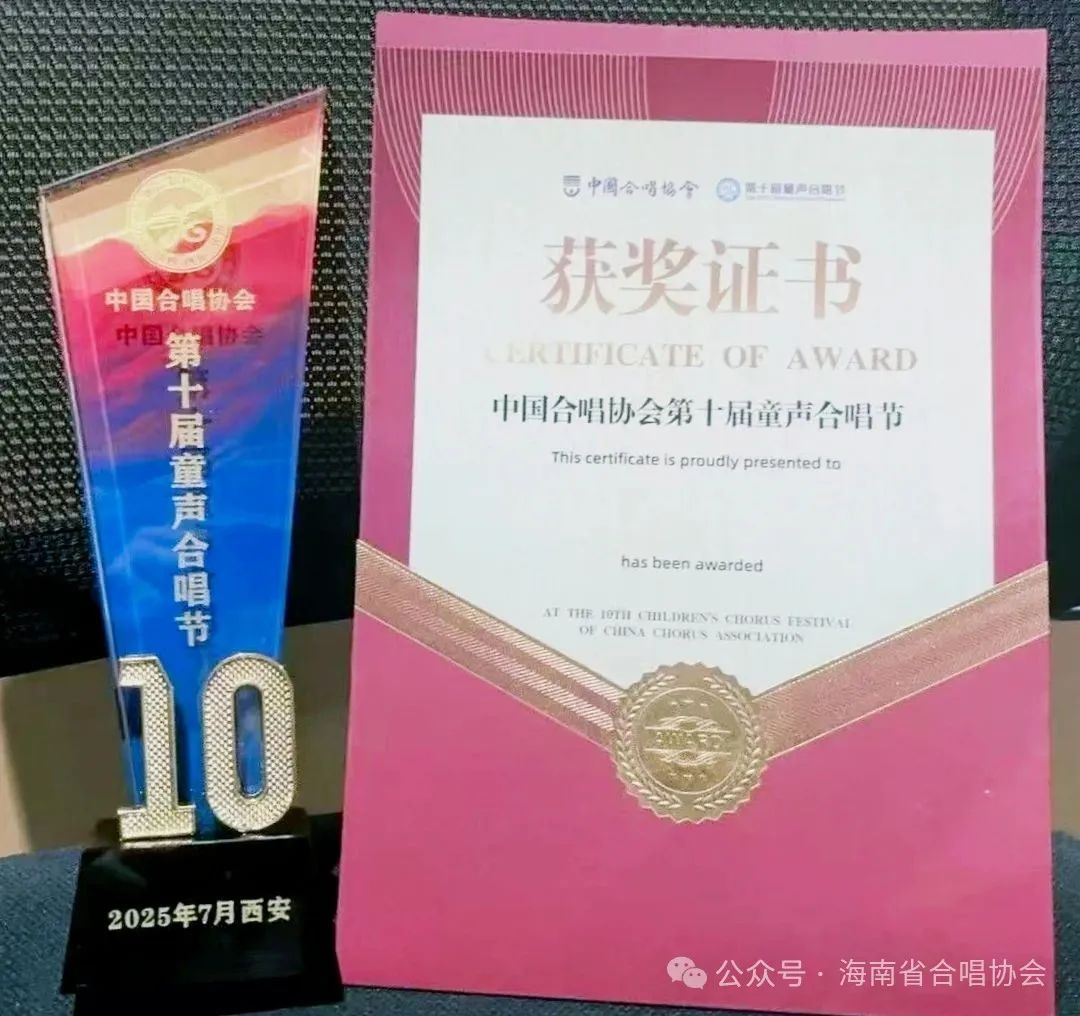 中国合唱协会
第十届童声合唱节
10
2025年7月西安
中国合唱协会
第十届童声合唱节
获奖证书
CERTIFICATE OF AWARD
中国合唱协会第十届童声合唱节
This certificate is proudly presented to
has been awarded
AT THE 10TH CHILDREN'S CHORUS FESTIVAL
OF CHINA CHORUS ASSOCIATION
AWARD
公众号 · 海南省合唱协会